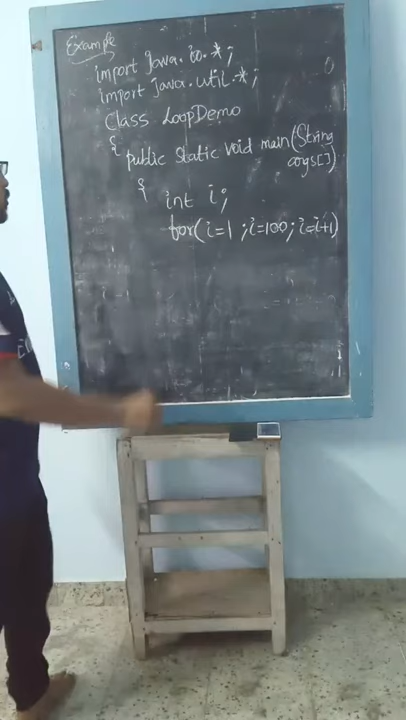 Example
import java.io.*;
import java.util.*;
Class LoopDemo
{
public static void main(String
args[])
{
int i;
for(i=1;i=100;i=i+1)